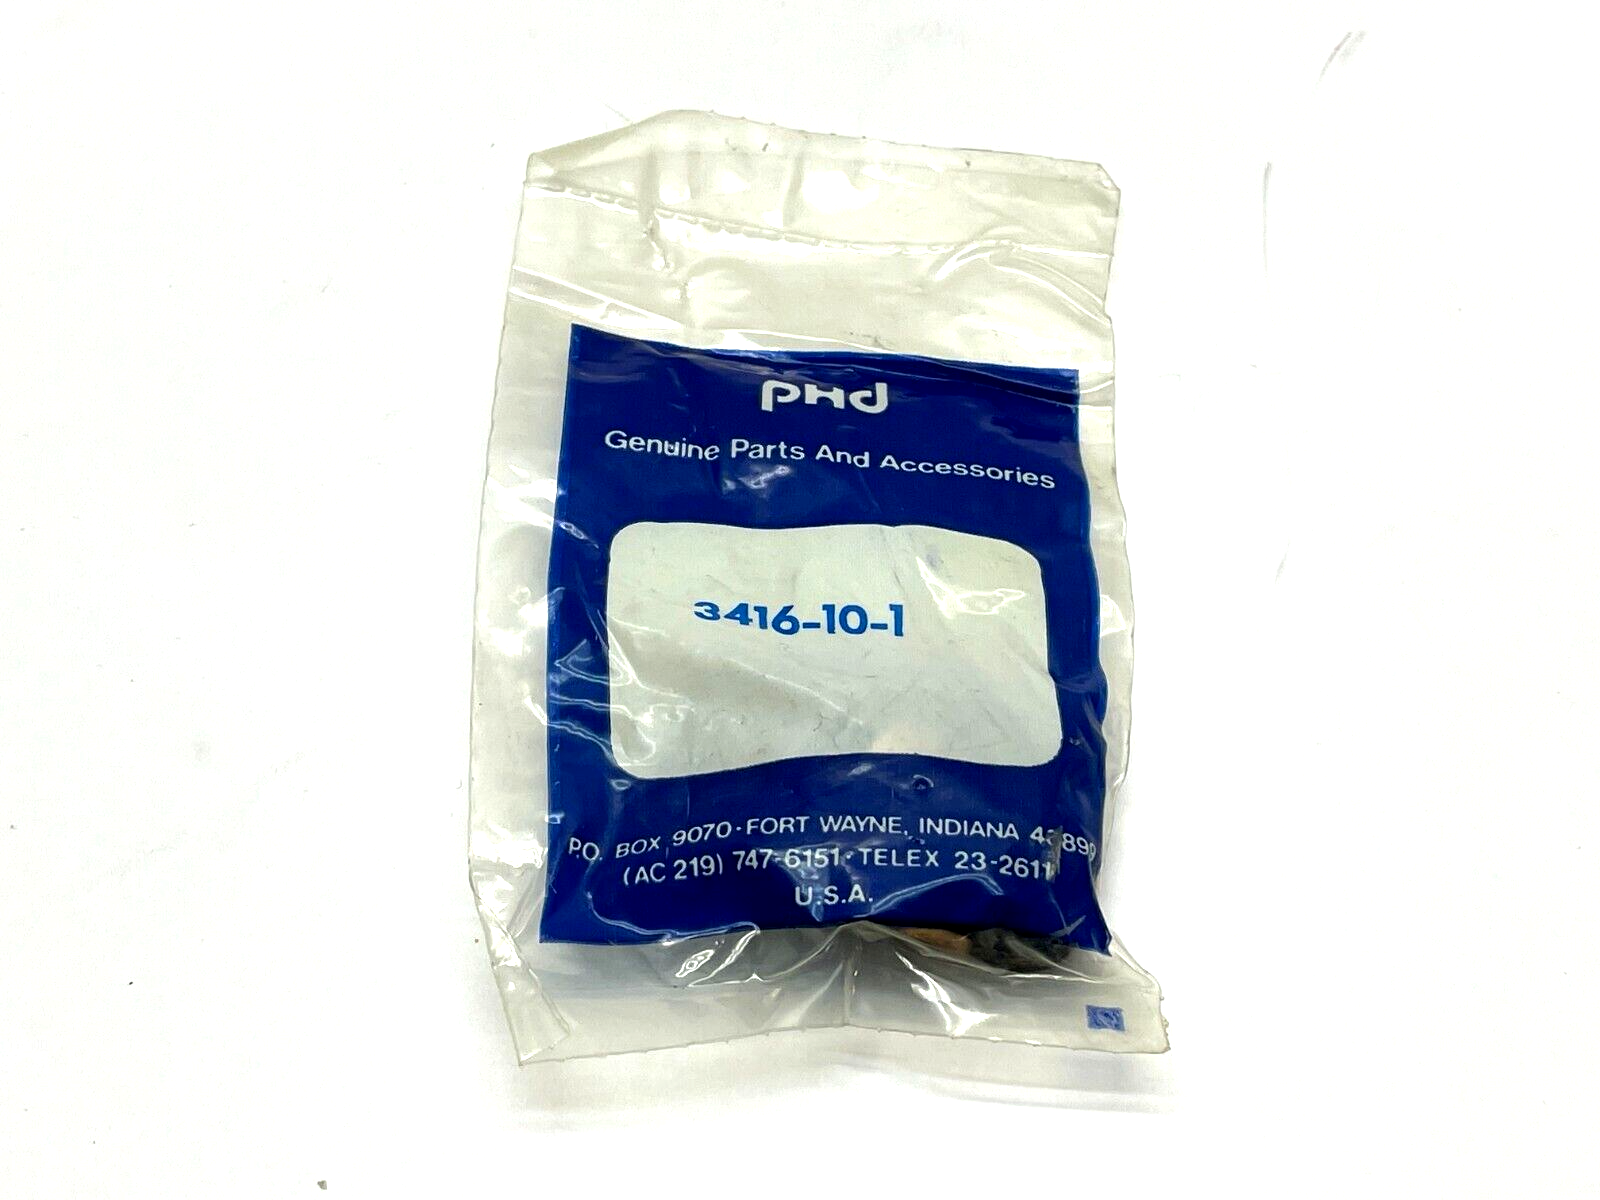 PHd
Genuine Parts And Accessories
3416-10-1
P.O. BOX 9070·FORT WAYNE, INDIANA
(AC 219) 747-6151·TELEX
U.S.A.